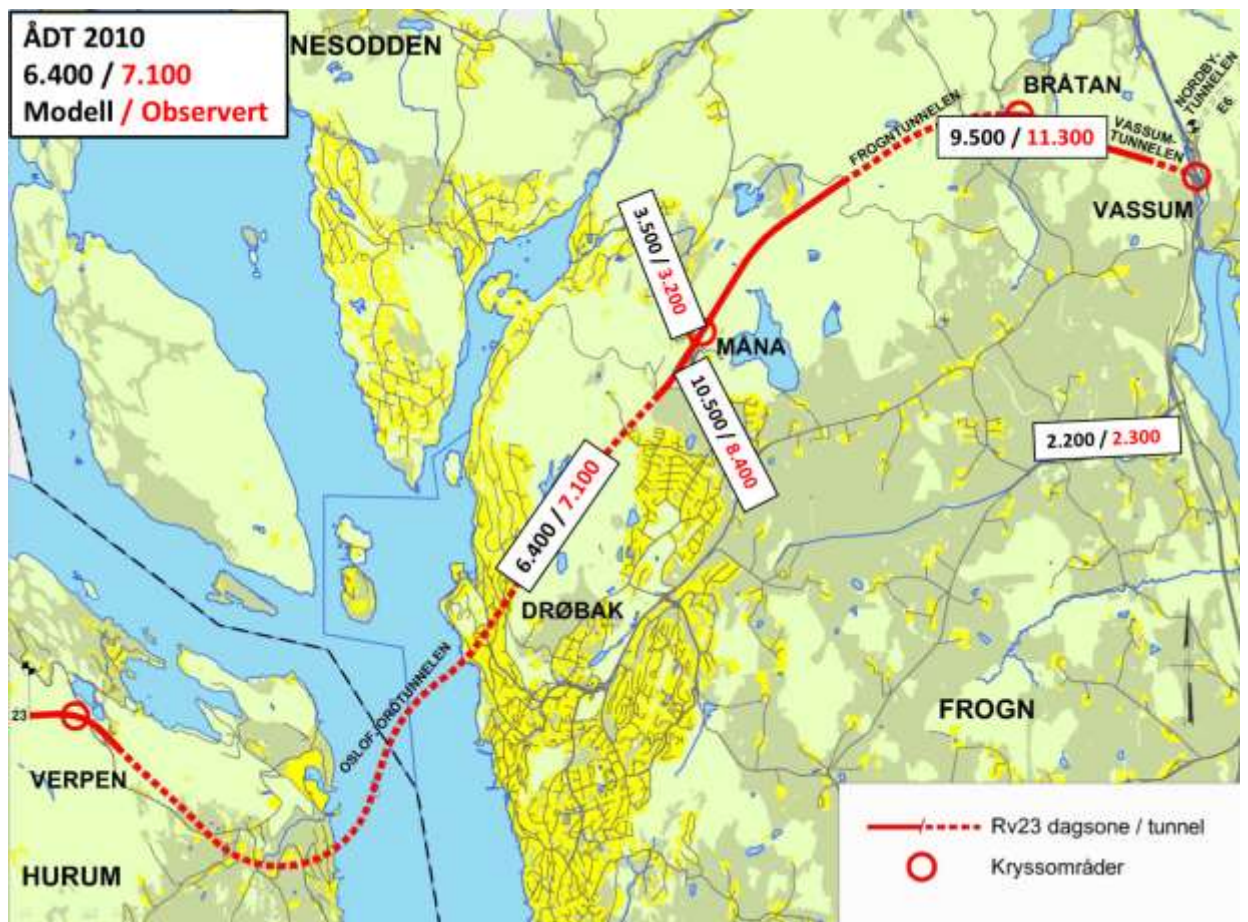 ÅDT 2010
6.400 / 7.100
Modell / Observert
NESODDEN
BRÅTAN
NORDBY-
TUNNELEN
E6
FROGNTUNNELEN
9.500 / 11.300
VASSUM-
TUNNELEN
VASSUM
3.500 / 3.200
MÅNA
10.500 / 8.400
2.200 / 2.300
6.400 / 7.100
DRØBAK
OSLOFJORDTUNNELEN
FROGN
23
VERPEN
HURUM
Rv23 dagsone / tunnel
Kryssområder